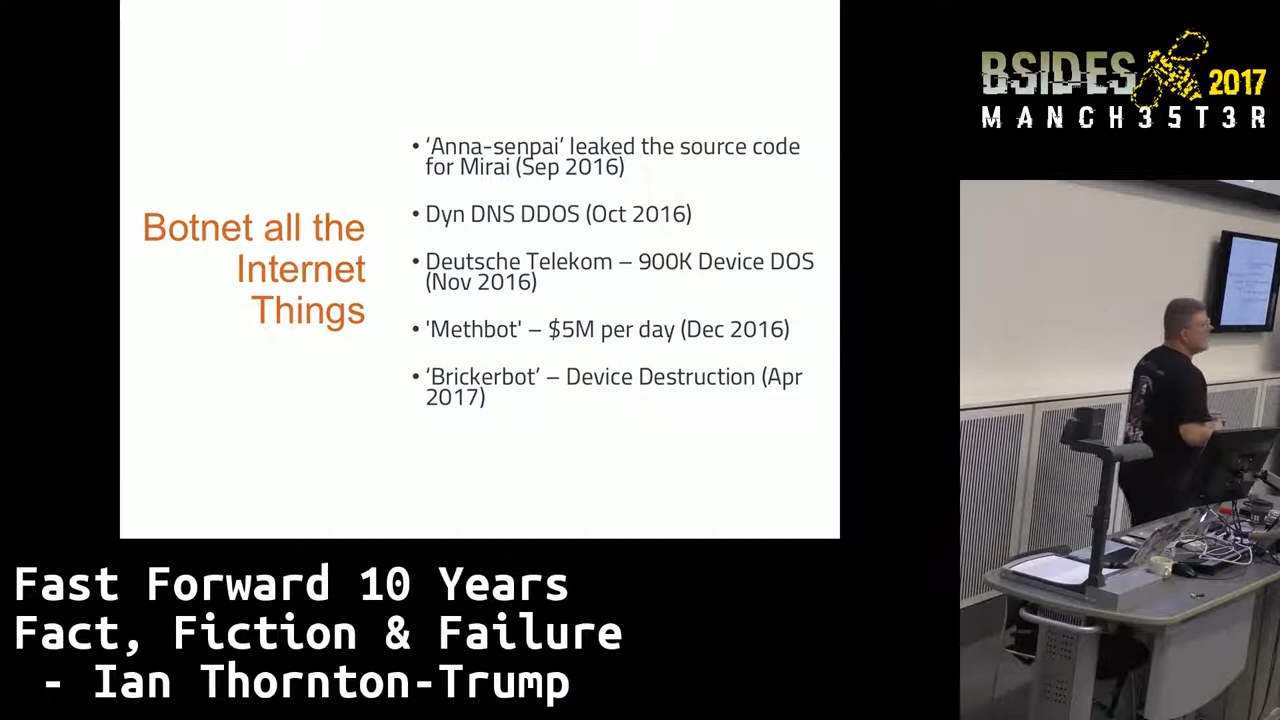 BSIDES 2017
MANCH35T3R
Botnet all the
Internet
Things
• ‘Anna-senpai’ leaked the source code
for Mirai (Sep 2016)
• Dyn DNS DDOS (Oct 2016)
• Deutsche Telekom – 900K Device DOS
(Nov 2016)
• 'Methbot' – $5M per day (Dec 2016)
• ‘Brickerbot’ – Device Destruction (Apr
2017)
Fast Forward 10 Years
Fact, Fiction & Failure
- Ian Thornton-Trump